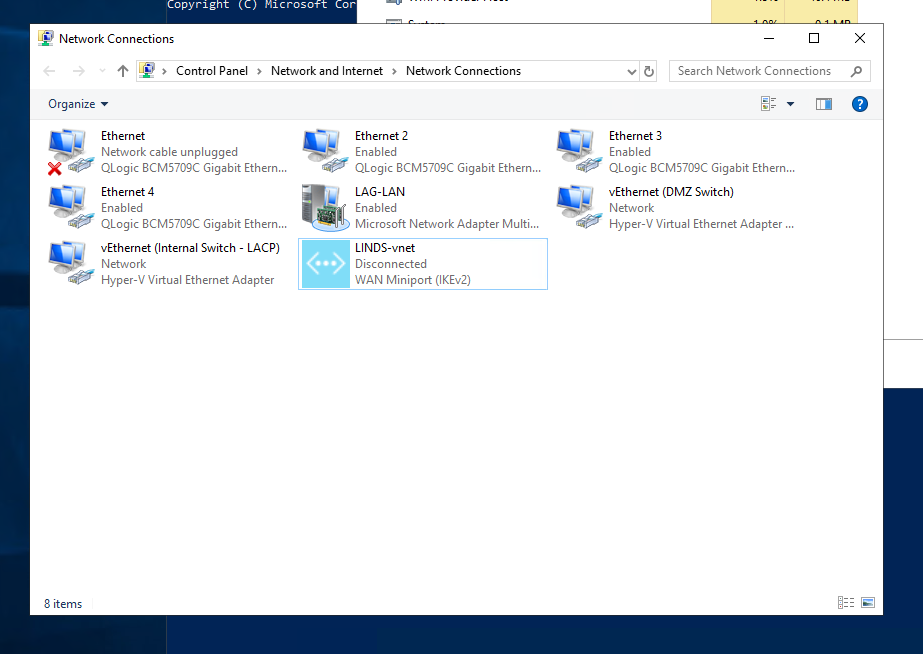 Copyright (C) Microsoft Cor
Network Connections
Control Panel > Network and Internet > Network Connections
Search Network Connections
Organize
Ethernet
Network cable unplugged
QLogic BCM5709C Gigabit Ethern...
Ethernet 2
Enabled
QLogic BCM5709C Gigabit Ethern...
Ethernet 3
Enabled
QLogic BCM5709C Gigabit Ethern...
Ethernet 4
Enabled
QLogic BCM5709C Gigabit Ethern...
LAG-LAN
Enabled
Microsoft Network Adapter Multi...
vEthernet (DMZ Switch)
Network
Hyper-V Virtual Ethernet Adapter ...
vEthernet (Internal Switch - LACP)
Network
Hyper-V Virtual Ethernet Adapter
LINDS-vnet
Disconnected
WAN Miniport (IKEv2)
8 items